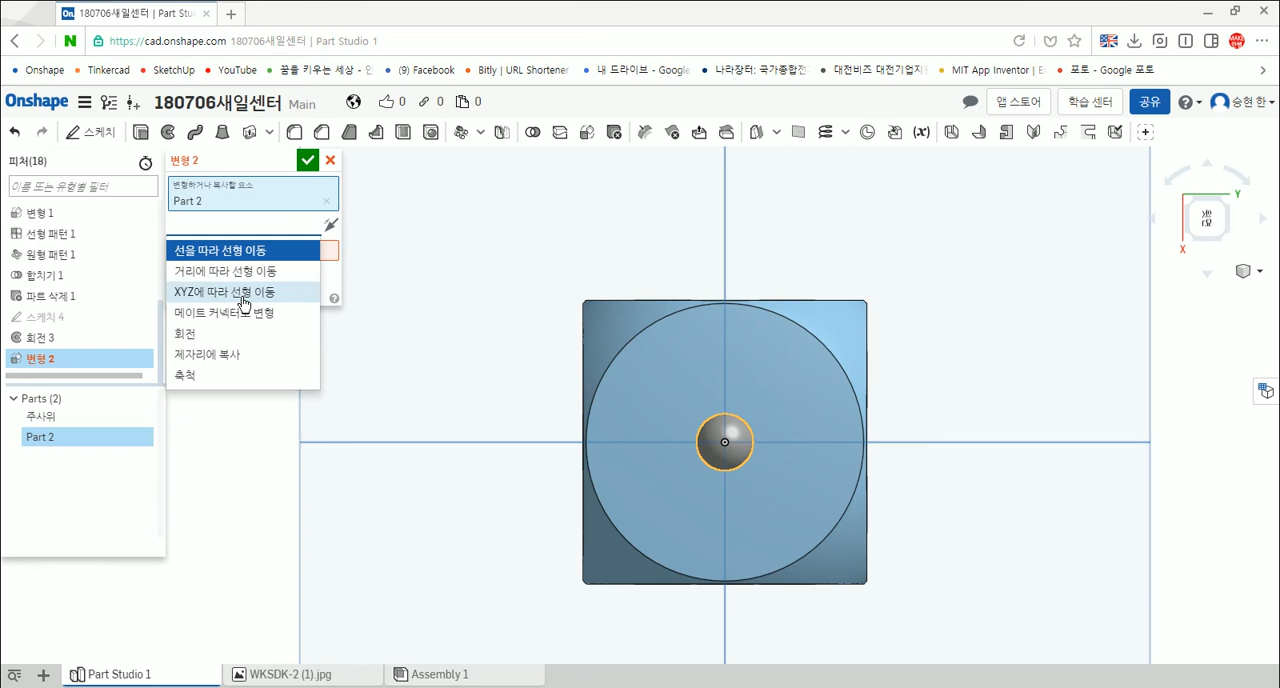 On. 180706새일센터 | Part Stu
https://cad.onshape.com 180706새일센터 | Part Studio 1
Onshape Tinkercad SketchUp YouTube 꿈을 키우는 세상 - 인 (9) Facebook Bitly | URL Shortener 내 드라이브 - Google 나라장터: 국가종합전 대전비즈 대전기업지 MIT App Inventor | E 포토 - Google 포토
Onshape 180706새일센터 Main 0 0 0 앱 스토어 학습 센터 공유 승현 한
스케치 (x)
피처(18)
이름 또는 유형별 필터
변형 1
선형 패턴 1
원형 패턴 1
합치기 1
파트 삭제 1
스케치 4
회전 3
변형 2
Parts (2)
주사위
Part 2
변형 2
변형하거나 복사할 요소
Part 2
선을 따라 선형 이동
거리에 따라 선형 이동
XYZ에 따라 선형 이동
메이트 커넥터로 변형
회전
제자리에 복사
축척
Y
X
Part Studio 1 WKSDK-2 (1).jpg Assembly 1